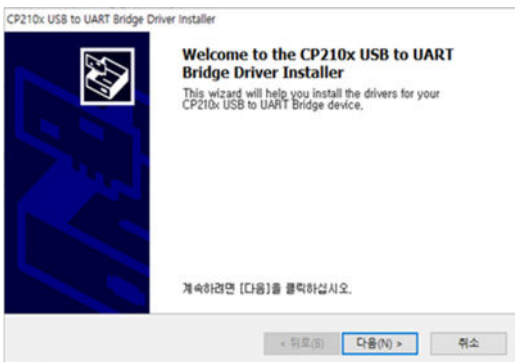 CP210x USB to UART Bridge Driver Installer
Welcome to the CP210x USB to UART
Bridge Driver Installer
This wizard will help you install the drivers for your
CP210x USB to UART Bridge device.
계속하려면 [다음]을 클릭하십시오.
< 뒤로(B) 다음(N) > 취소